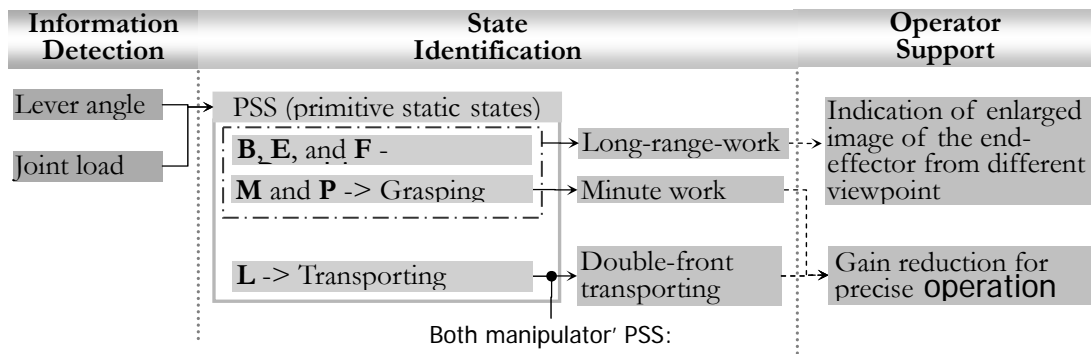 Information
Detection
State
Identification
Operator
Support
Lever angle
Joint load
PSS (primitive static states)
B, E, and F -
M and P -> Grasping
L -> Transporting
Long-range-work
Minute work
Double-front
transporting
Both manipulator’ PSS:
Indication of enlarged
image of the end-
effector from different
viewpoint
Gain reduction for
precise operation